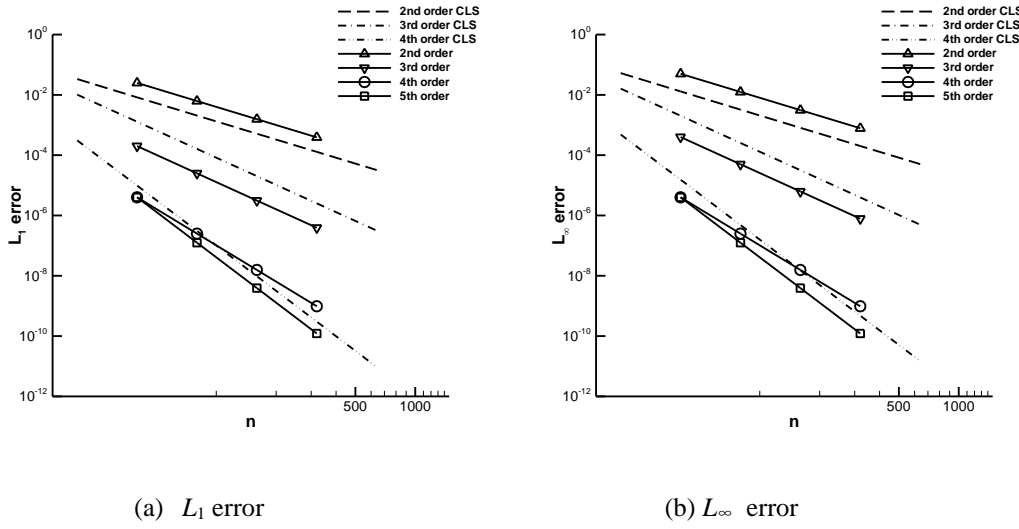 2nd order CLS
3rd order CLS
4th order CLS
2nd order
3rd order
4th order
5th order
L1 error
10^0
10^-2
10^-4
10^-6
10^-8
10^-10
10^-12
500
1000
n
2nd order CLS
3rd order CLS
4th order CLS
2nd order
3rd order
4th order
5th order
L∞ error
10^0
10^-2
10^-4
10^-6
10^-8
10^-10
10^-12
500
1000
n
(a) L1 error
(b) L∞ error